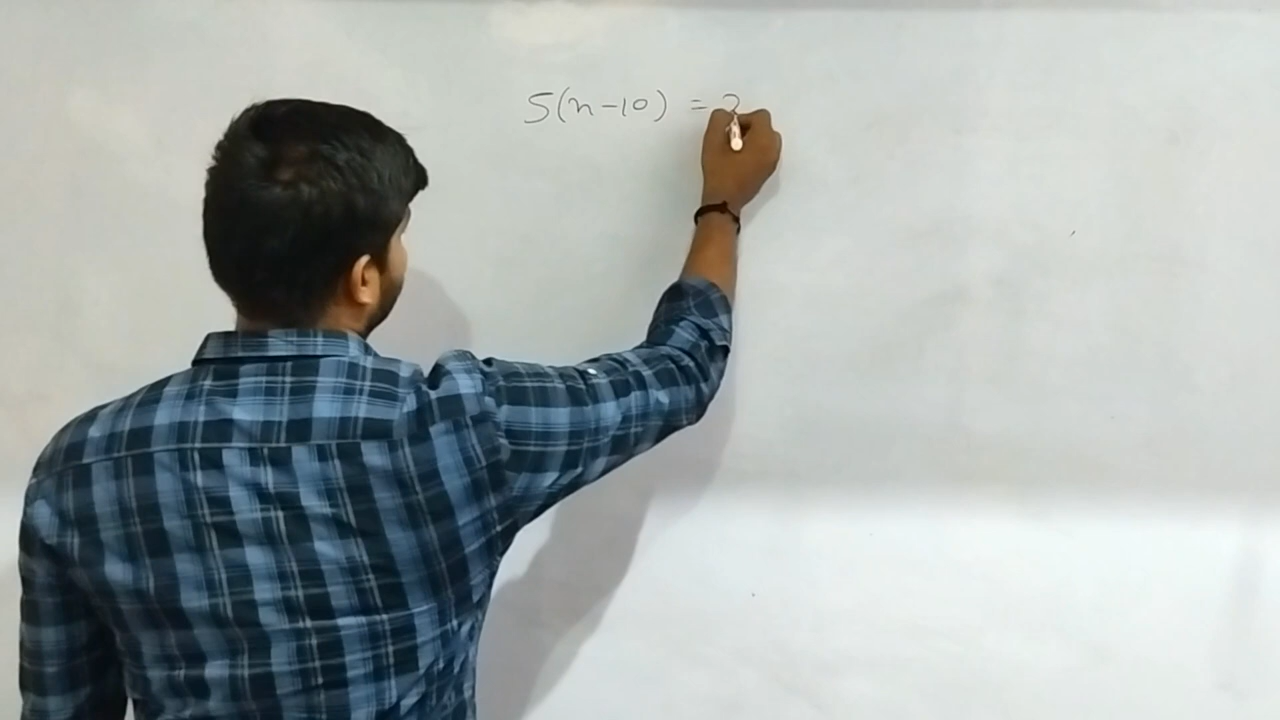 5(n-10) =